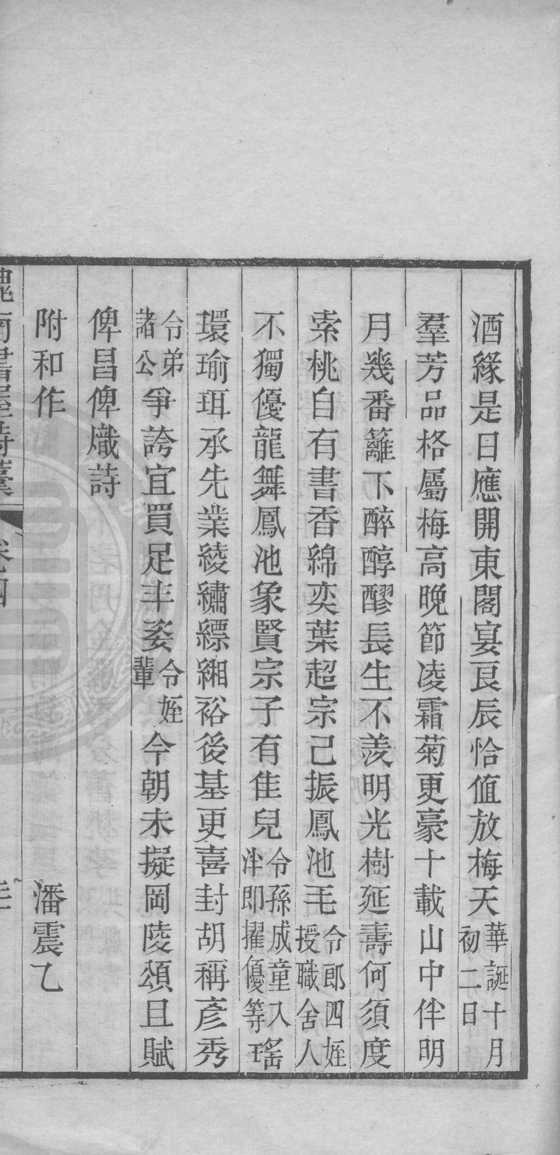 酒緣是日應開東閣宴良辰恰值放梅天華誕十月初二日
羣芳品格屬梅高晚節凌霜菊更豪十載山中伴明
月幾番籬下醉醇醪長生不羨明光樹延壽何須度
索桃自有書香綿奕葉超宗已振鳳池毛令郎四姪授職舍人
不獨優龍舞鳳池象賢宗子有佳兒令孫成童入泮即擢優等瑤
環瑜珥承先業綾繡縹緗裕後基更喜封胡稱彥秀
令弟諸公爭誇宜買足丰姿令姪輩今朝未擬岡陵頌且賦
俾昌俾熾詩
附和作 潘震乙
書屋詩藁 卷四